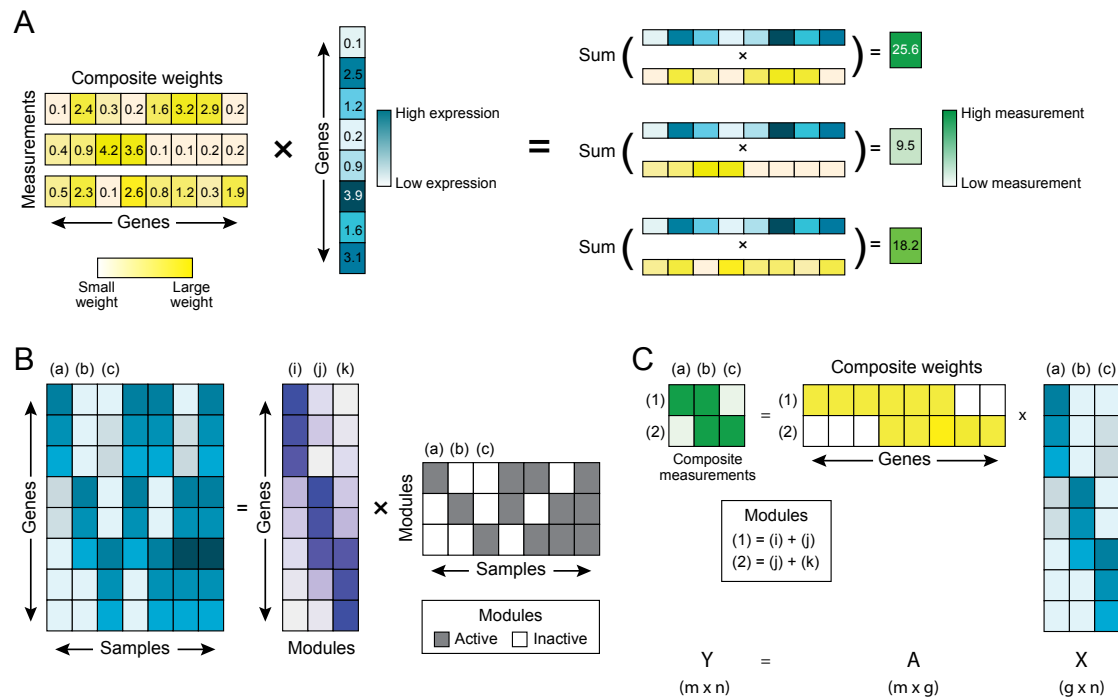 A
Composite weights
Measurements
0.1 2.4 0.3 0.2 1.6 3.2 2.9 0.2
0.4 0.9 4.2 3.6 0.1 0.1 0.2 0.2
0.5 2.3 0.1 2.6 0.8 1.2 0.3 1.9
Genes
Small weight
Large weight
×
Genes
0.1
2.5
1.2
0.2
0.9
3.9
1.6
3.1
High expression
Low expression
=
Sum ( × ) = 25.6
Sum ( × ) = 9.5
Sum ( × ) = 18.2
High measurement
Low measurement
B
(a) (b) (c)
Genes
Samples
=
(i) (j) (k)
Genes
Modules
×
(a) (b) (c)
Modules
Samples
Modules
Active Inactive
C
(a) (b) (c)
(1)
(2)
Composite
measurements
=
Composite weights
(1)
(2)
Genes
x
(a) (b) (c)
Modules
(1) = (i) + (j)
(2) = (j) + (k)
Y = A X
(m x n) (m x g) (g x n)